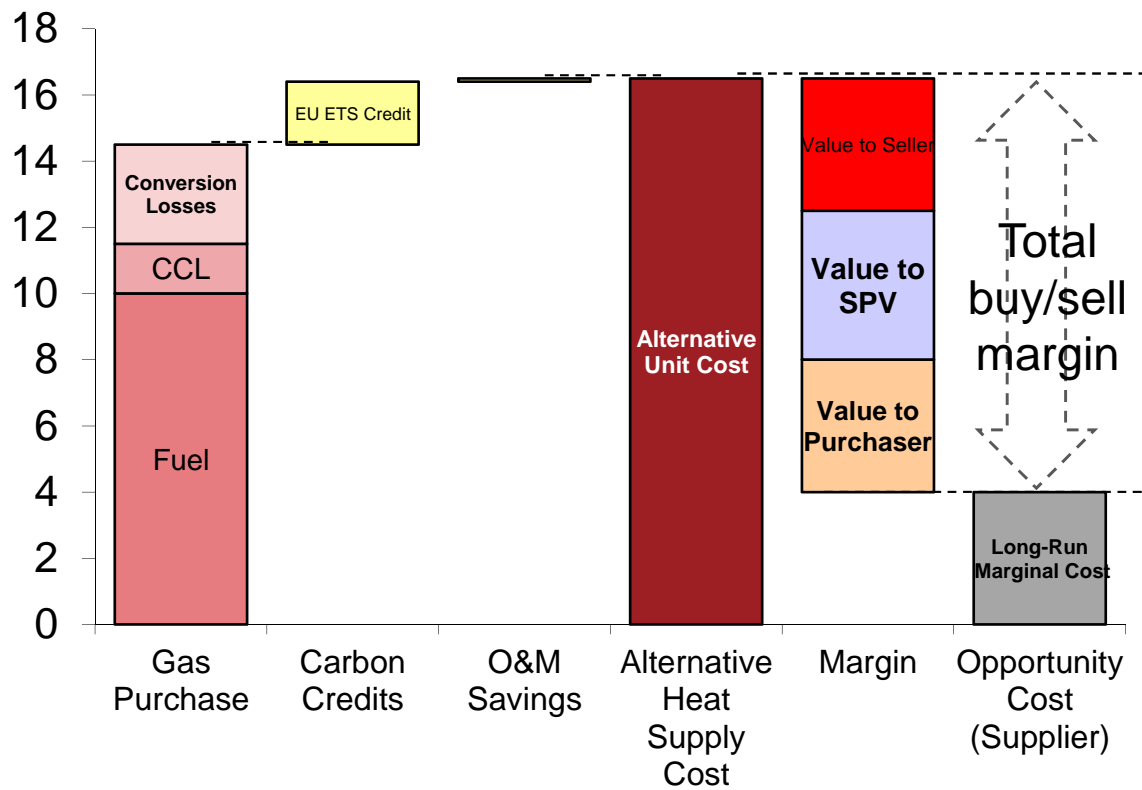 18
16
14
12
10
8
6
4
2
0
Conversion
Losses
CCL
Fuel
EU ETS Credit
Alternative
Unit Cost
Value to Seller
Value to
SPV
Value to
Purchaser
Total
buy/sell
margin
Long-Run
Marginal Cost
Gas
Purchase
Carbon
Credits
O&M
Savings
Alternative
Heat
Supply
Cost
Margin
Opportunity
Cost
(Supplier)